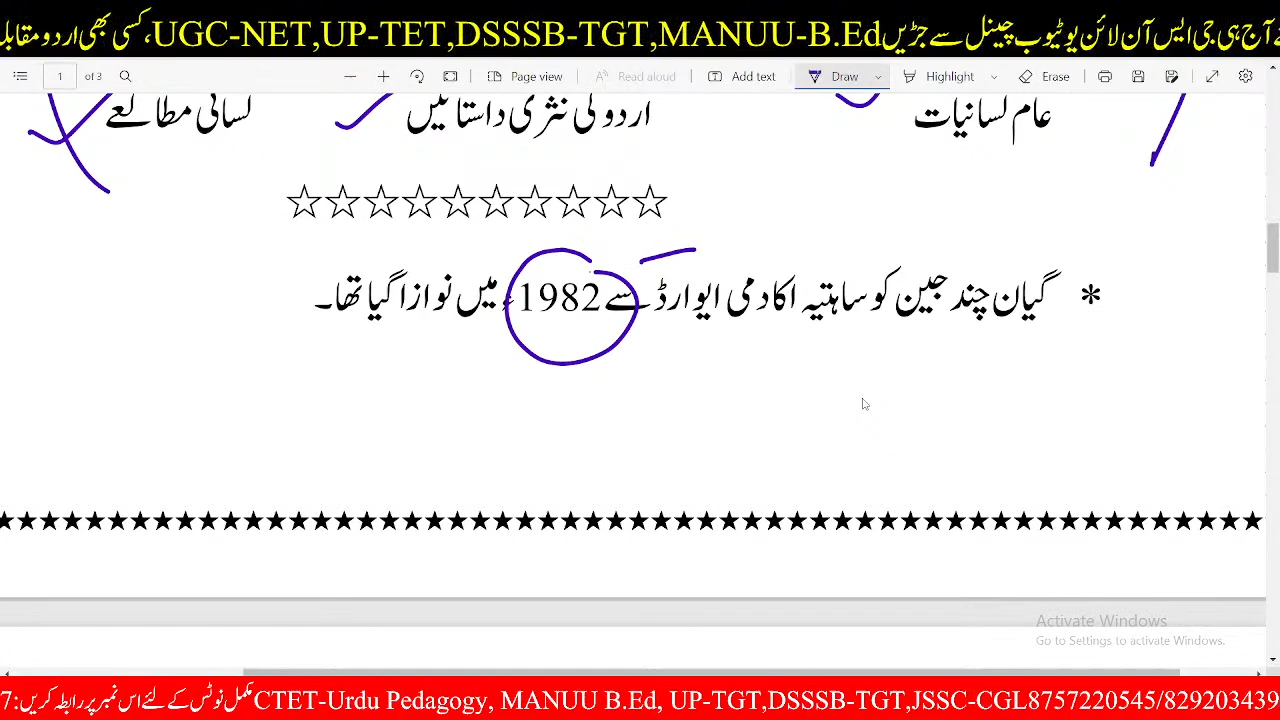 آج ہی جی ایس آن لائن یوٹیوب چینل سے جڑیں UGC-NET,UP-TET,DSSSB-TGT,MANUU-B.Ed، کسی بھی اردو
1 of 3 Page view Read aloud Add text Draw Highlight Erase
عام لسانیات اردو کی نثری داستانیں لسانی مطالعے
☆☆☆☆☆☆☆☆☆☆
* گیان چند جین کو ساہتیہ اکادمی ایوارڈ سے 1982ء میں نوازا گیا تھا۔
★★★★★★★★★★★★★★★★★★★★★★★★★★★★★★★★★★★★★★★★★★★★★★★★★★★★★★★★
Activate Windows
Go to Settings to activate Windows.
مکمل نوٹس کے لئے اس نمبر پر رابطہ کریں: CTET-Urdu Pedagogy, MANUU B.Ed, UP-TGT,DSSSB-TGT,JSSC-CGL8757220545/829203439 7